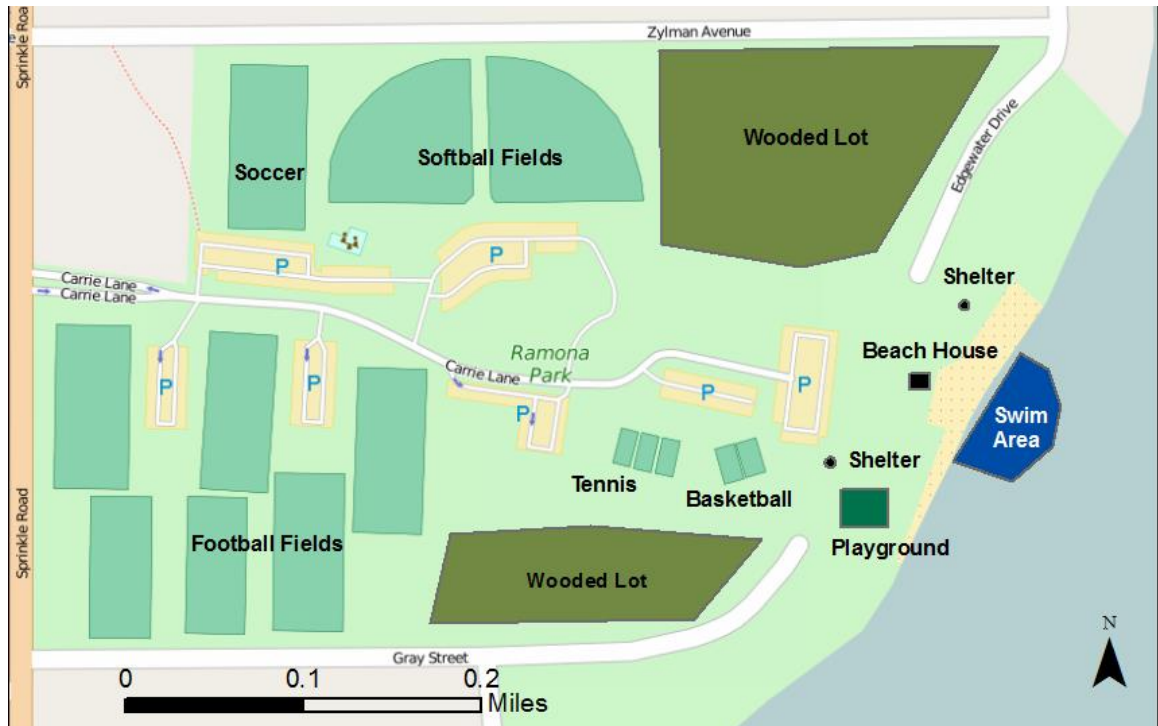 Sprinkle Road
Zylman Avenue
Edgewater Drive
Wooded Lot
Softball Fields
Soccer
P
P
Carrie Lane
Carrie Lane
Shelter
Ramona
Park
Carrie Lane
Beach House
P
P
P
P
P
Swim
Area
Tennis
Basketball
Shelter
Playground
Football Fields
Wooded Lot
Sprinkle Road
Gray Street
0
0.1
0.2
Miles
N